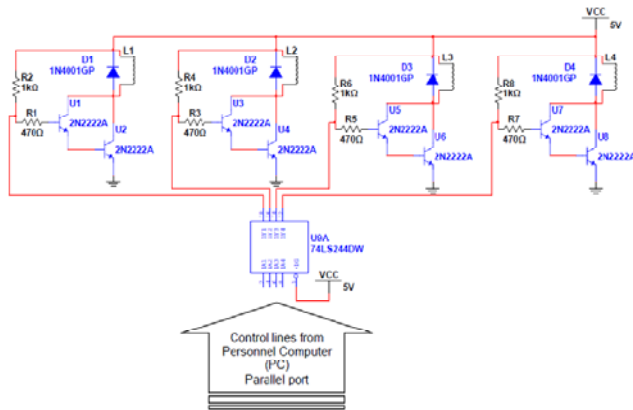 VCC
5V
D1
1N4001GP
L1
R2
1kΩ
R1
470Ω
U1
2N2222A
U2
2N2222A
D2
1N4001GP
L2
R4
1kΩ
R3
470Ω
U3
2N2222A
U4
2N2222A
D3
1N4001GP
L3
R6
1kΩ
R5
470Ω
U5
2N2222A
U6
2N2222A
D4
1N4001GP
L4
R8
1kΩ
R7
470Ω
U7
2N2222A
U8
2N2222A
U9A
74LS244DW
VCC
5V
Control lines from
Personnel Computer
(PC)
Parallel port